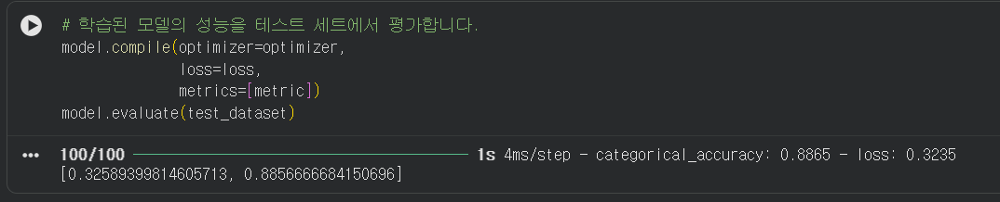 # 학습된 모델의 성능을 테스트 세트에서 평가합니다.
model.compile(optimizer=optimizer,
              loss=loss,
              metrics=[metric])
model.evaluate(test_dataset)
100/100 ━━━━━━━━━━━━━━━━━━━━ 1s 4ms/step - categorical_accuracy: 0.8865 - loss: 0.3235
[0.32589399814605713, 0.8856666684150696]